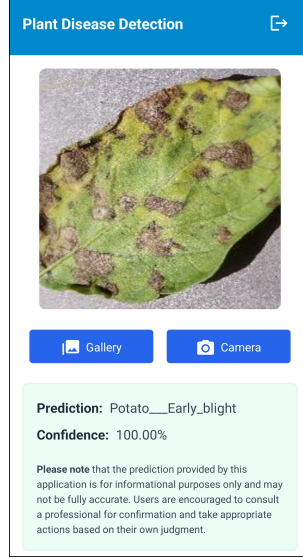 Plant Disease Detection
Gallery
Camera
Prediction: Potato___Early_blight
Confidence: 100.00%
Please note that the prediction provided by this
application is for informational purposes only and may
not be fully accurate. Users are encouraged to consult
a professional for confirmation and take appropriate
actions based on their own judgment.